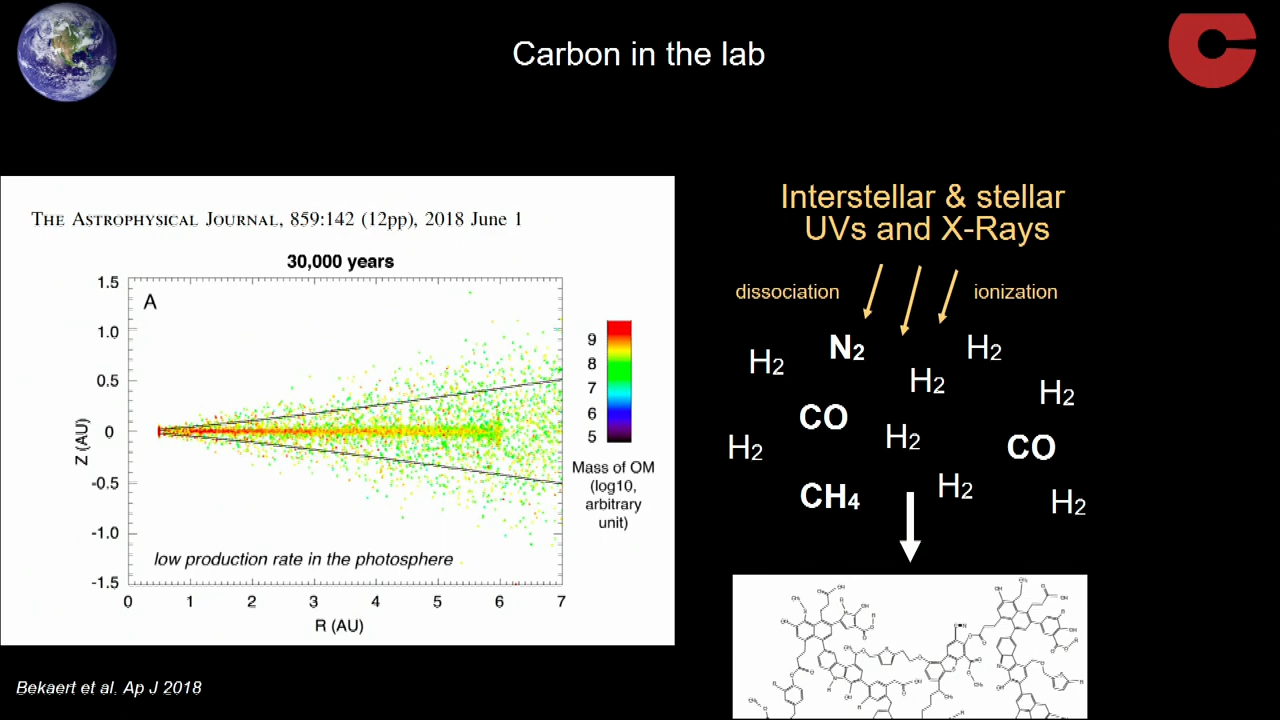 Carbon in the lab
THE ASTROPHYSICAL JOURNAL, 859:142 (12pp), 2018 June 1
30,000 years
A
1.5
1.0
0.5
0
-0.5
-1.0
-1.5
Z (AU)
low production rate in the photosphere
0 1 2 3 4 5 6 7
R (AU)
9
8
7
6
5
Mass of OM
(log10,
arbitrary
unit)
Bekaert et al, Ap J 2018
Interstellar & stellar
UVs and X-Rays
dissociation
ionization
H2
N2
H2
H2
H2
CO
H2
H2
CO
CH4
H2
H2